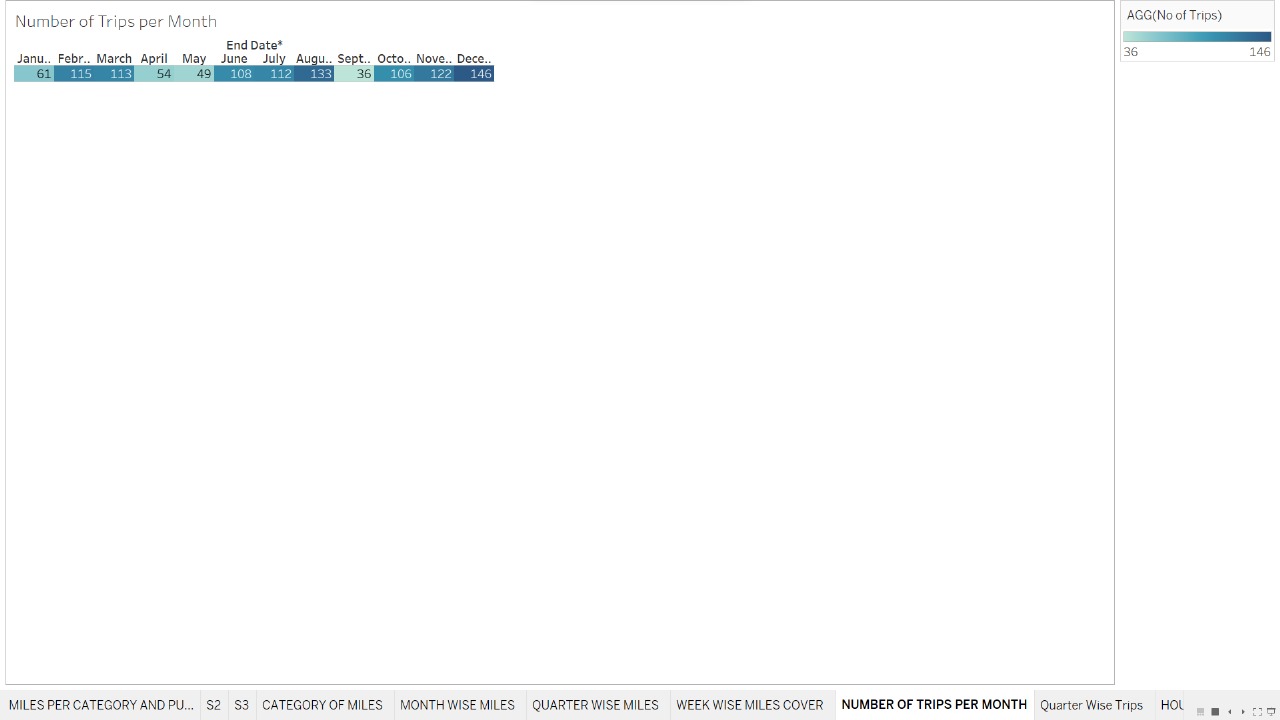 Number of Trips per Month
End Date*
Janu.. Febr.. March April May June July Augu.. Sept.. Octo.. Nove.. Dece..
61 115 113 54 49 108 112 133 36 106 122 146
AGG(No of Trips)
36 146
MILES PER CATEGORY AND PU... S2 S3 CATEGORY OF MILES MONTH WISE MILES QUARTER WISE MILES WEEK WISE MILES COVER NUMBER OF TRIPS PER MONTH Quarter Wise Trips HOU